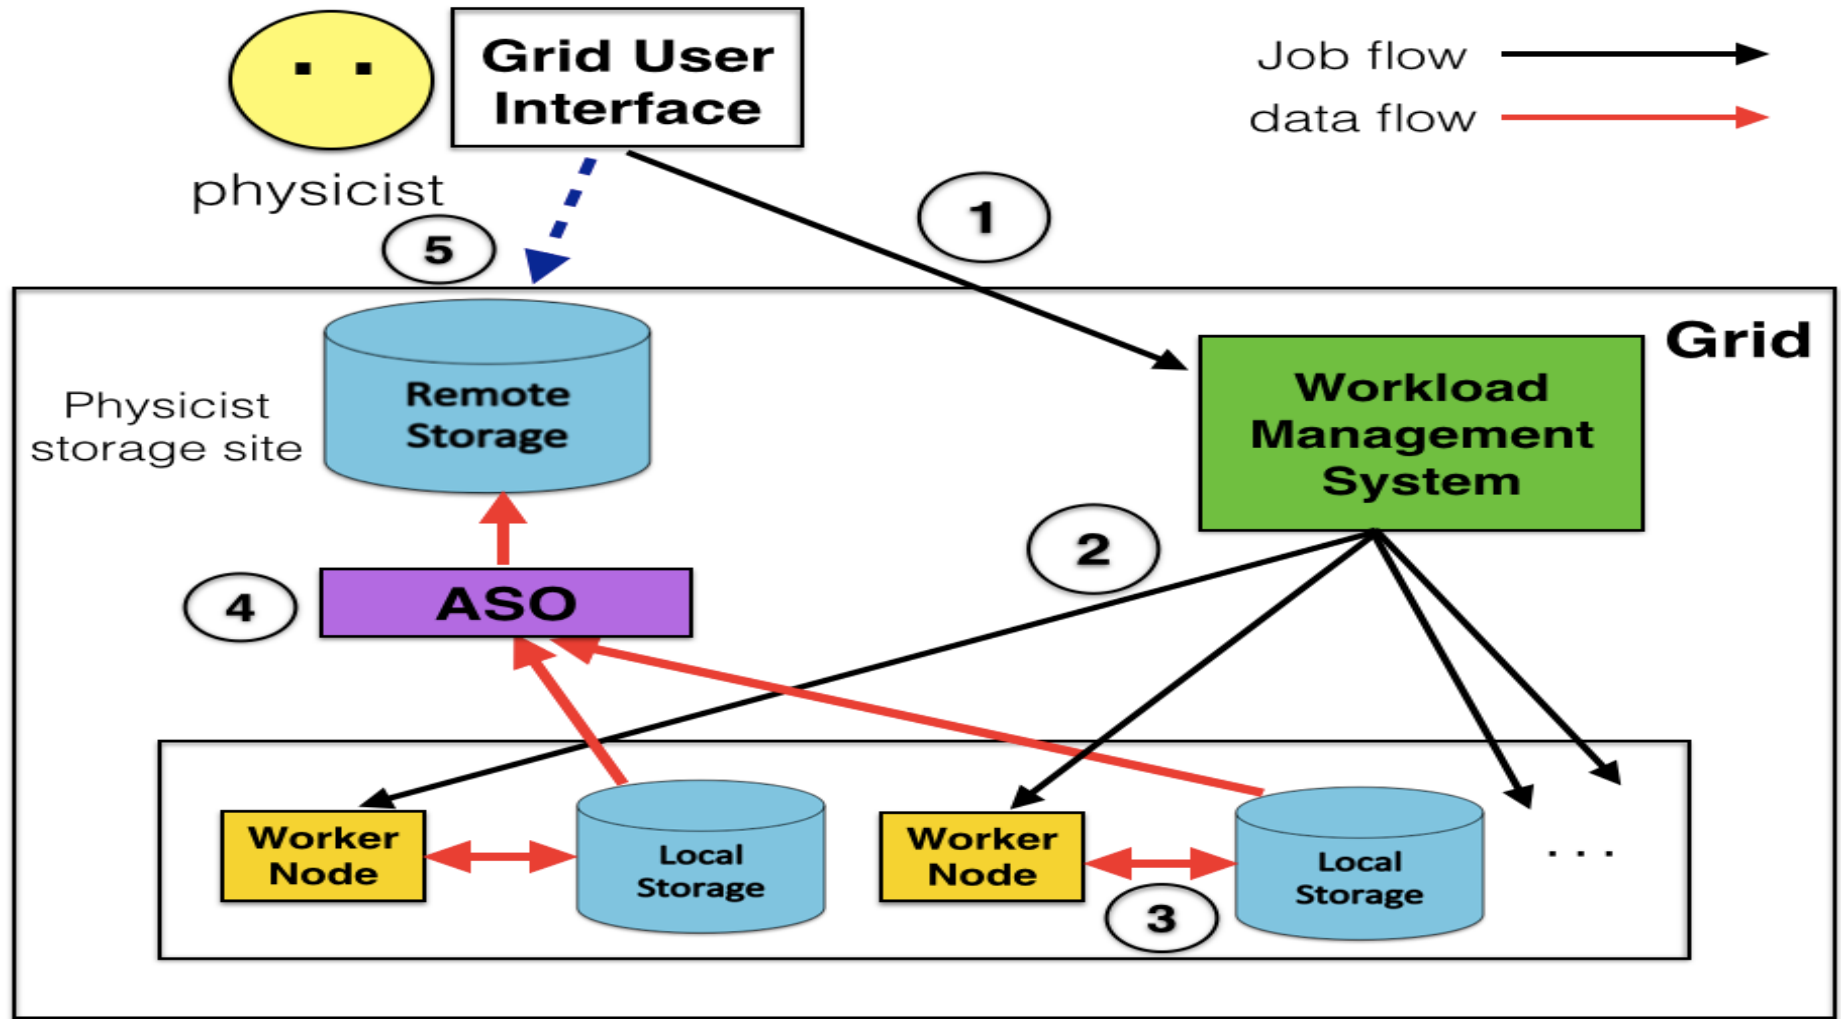 Grid User
Interface
Job flow
data flow
physicist
1
5
Grid
Physicist
storage site
Remote
Storage
Workload
Management
System
2
4
ASO
Worker
Node
Local
Storage
Worker
Node
Local
Storage
...
3